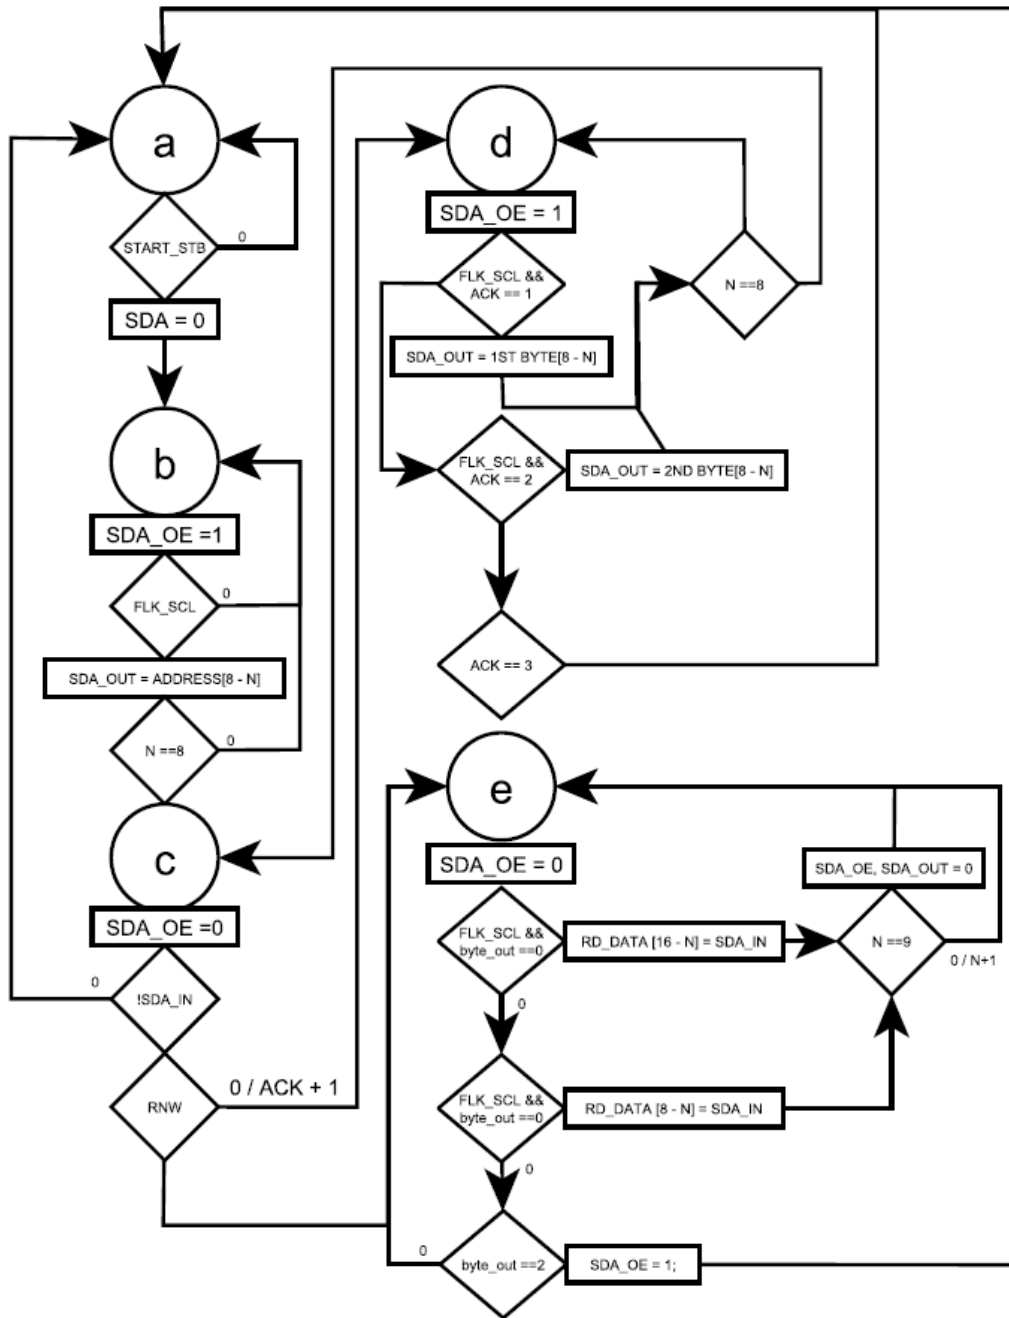 a
START_STB
0
SDA = 0
b
SDA_OE =1
FLK_SCL
0
SDA_OUT = ADDRESS[8 - N]
N ==8
0
c
SDA_OE =0
!SDA_IN
0
RNW
0 / ACK + 1
d
SDA_OE = 1
FLK_SCL &&
ACK == 1
SDA_OUT = 1ST BYTE[8 - N]
N ==8
FLK_SCL &&
ACK == 2
SDA_OUT = 2ND BYTE[8 - N]
ACK == 3
e
SDA_OE = 0
FLK_SCL &&
byte_out ==0
0
RD_DATA [16 - N] = SDA_IN
SDA_OE, SDA_OUT = 0
N ==9
0 / N+1
FLK_SCL &&
byte_out ==0
0
RD_DATA [8 - N] = SDA_IN
byte_out ==2
0
SDA_OE = 1;